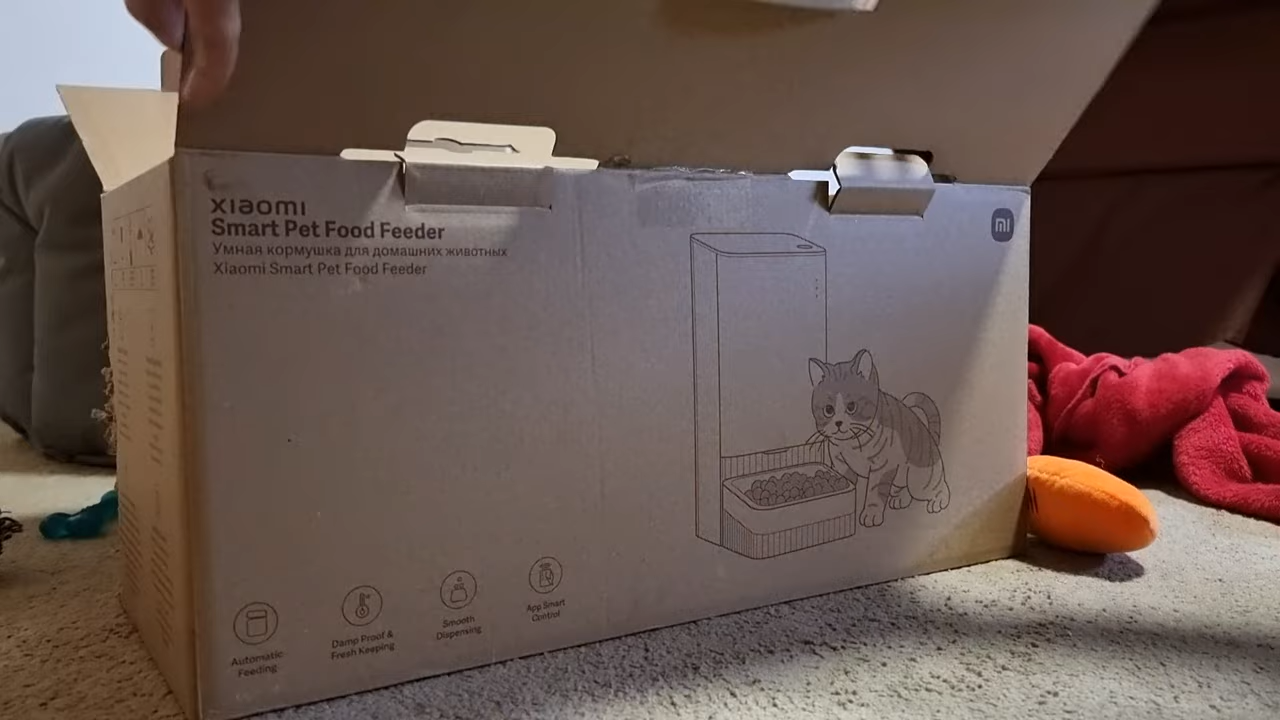 xiaomi
Smart Pet Food Feeder
Умная кормушка для домашних животных
Xiaomi Smart Pet Food Feeder
mi
Automatic
Feeding
Damp Proof &
Fresh Keeping
Smooth
Dispensing
App Smart
Control